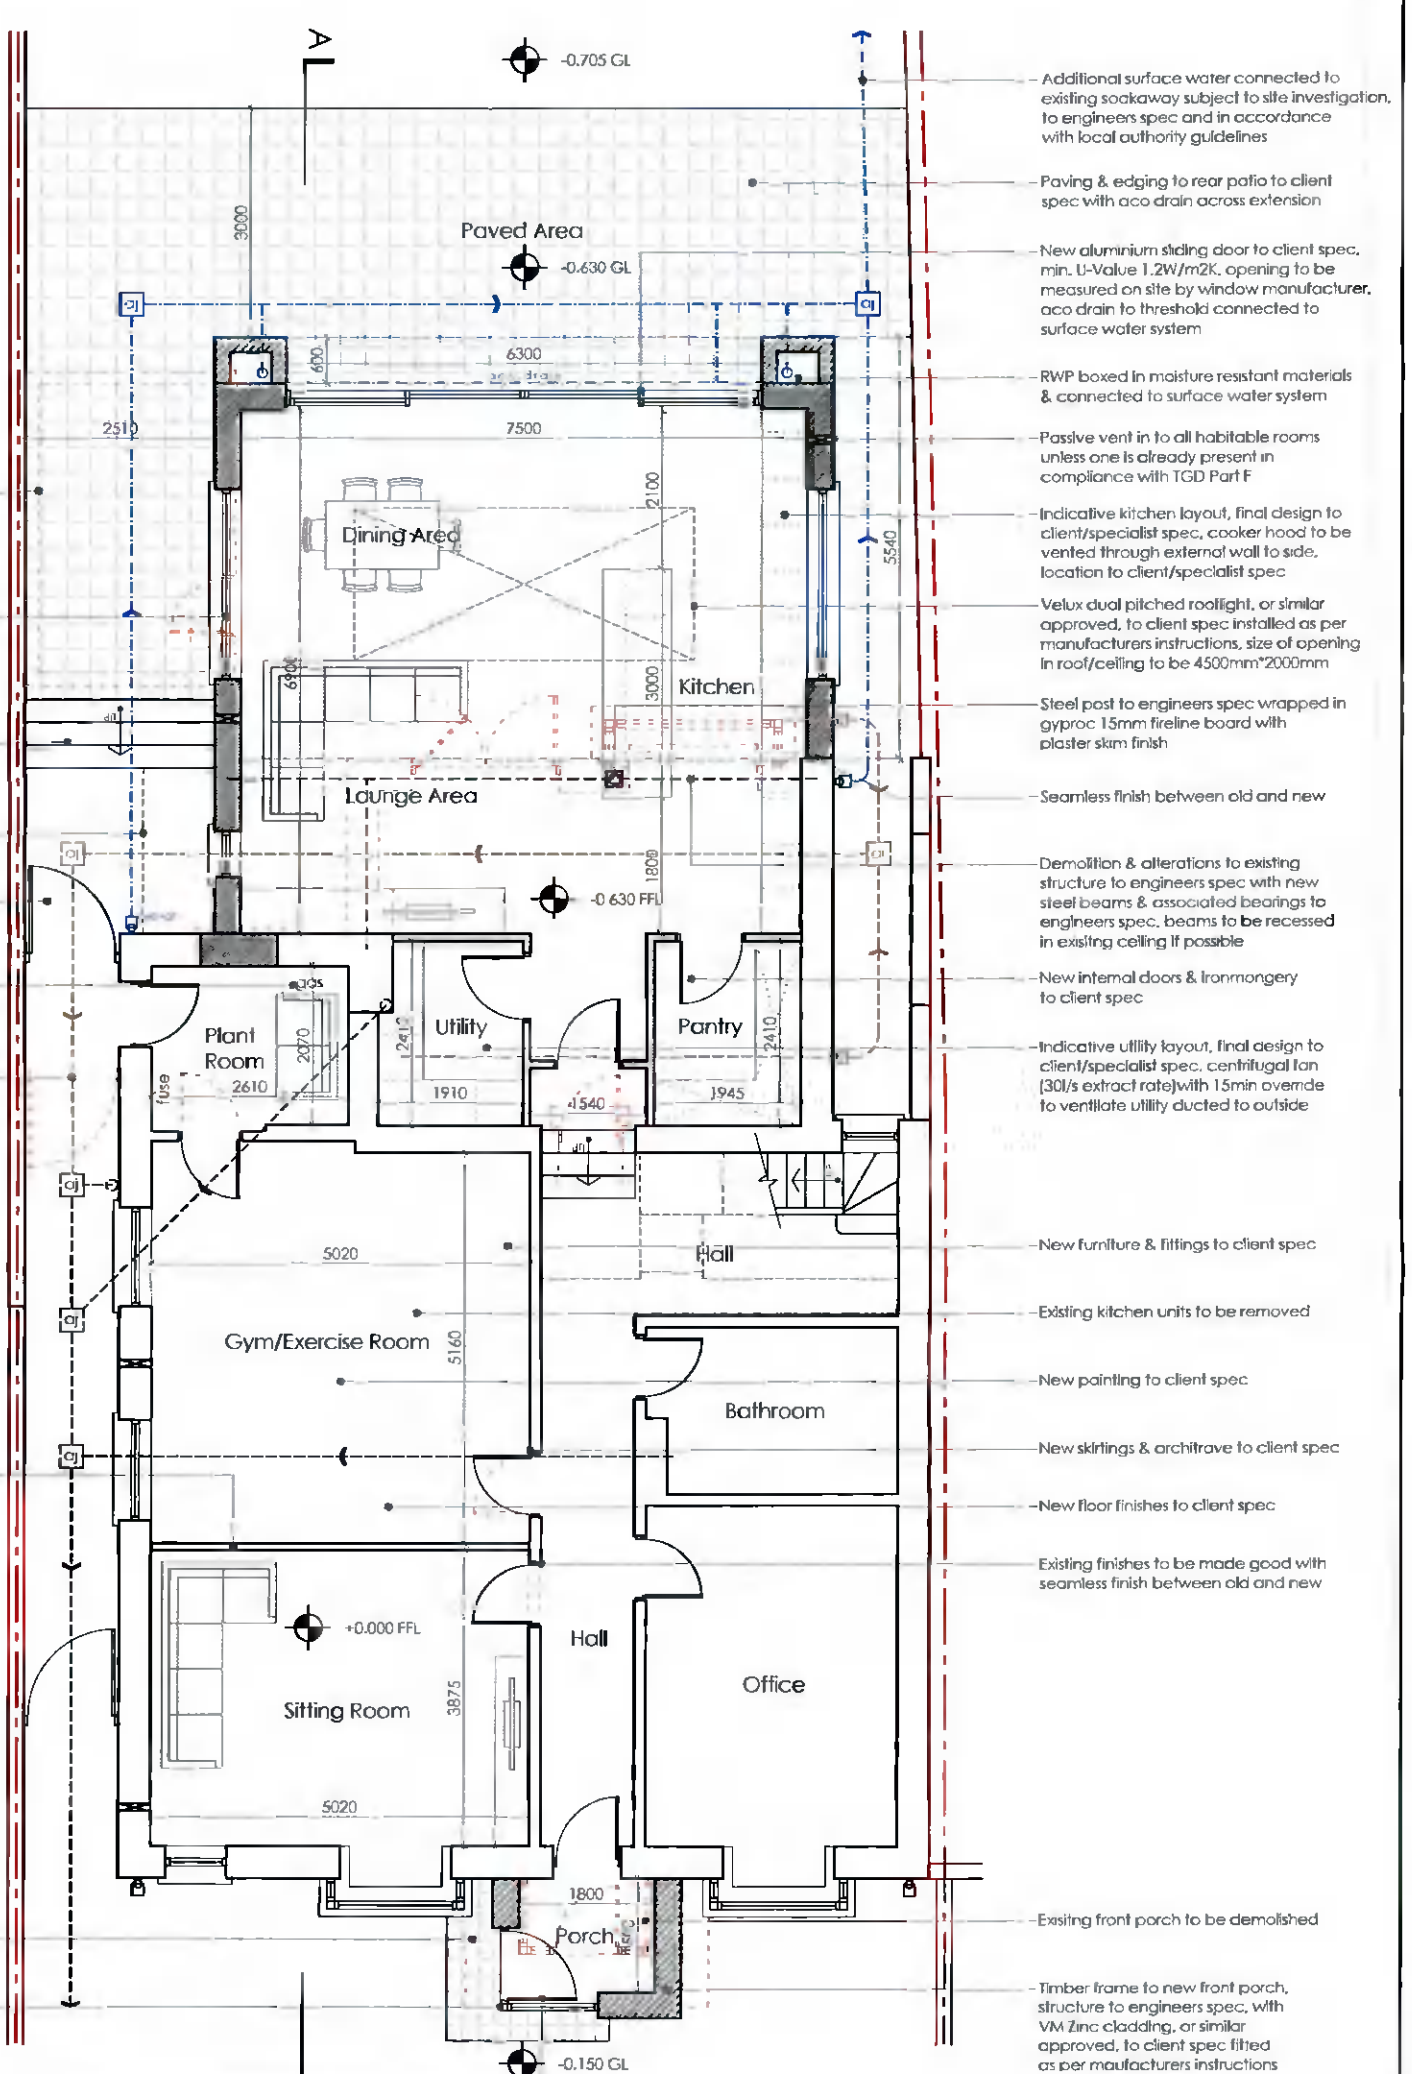 A
-0.705 GL
Additional surface water connected to
existing soakaway subject to site investigation,
to engineers spec and in accordance
with local authority guidelines
Paving & edging to rear patio to client
spec with aco drain across extension
3000
Paved Area
-0.630 GL
New aluminium sliding door to client spec,
min. U-Value 1.2W/m2K, opening to be
measured on site by window manufacturer,
aco drain to threshold connected to
surface water system
aj
aj
600
6300
RWP boxed in moisture resistant materials
& connected to surface water system
2510
7500
Passive vent in to all habitable rooms
unless one is already present in
compliance with TGD Part F
2100
Dining Area
5540
Indicative kitchen layout, final design to
client/specialist spec, cooker hood to be
vented through external wall to side,
location to client/specialist spec
Velux dual pitched rooflight, or similar
approved, to client spec installed as per
manufacturers instructions, size of opening
in roof/ceiling to be 4500mm*2000mm
6900
3000
Kitchen
UP
Steel post to engineers spec wrapped in
gyproc 15mm fireline board with
plaster skim finish
Lounge Area
Seamless finish between old and new
aj
aj
1800
-0.630 FFL
Demolition & alterations to existing
structure to engineers spec with new
steel beams & associated bearings to
engineers spec, beams to be recessed
in exisitng ceiling if possible
New internal doors & ironmongery
to client spec
gas
Plant
Room
2070
2610
fuse
2410
Utility
1910
1540
Pantry
2410
1945
Indicative utility layout, final design to
client/specialist spec, centrifugal fan
(30l/s extract rate)with 15min override
to ventilate utility ducted to outside
UP
aj
5020
Hall
New furniture & fittings to client spec
aj
Gym/Exercise Room
5160
Existing kitchen units to be removed
New painting to client spec
Bathroom
aj
New skirtings & architrave to client spec
New floor finishes to client spec
Existing finishes to be made good with
seamless finish between old and new
+0.000 FFL
Hall
Sitting Room
3875
Office
5020
1800
Porch
Exisitng front porch to be demolished
Timber frame to new front porch,
structure to engineers spec, with
VM Zinc cladding, or similar
approved, to client spec fitted
as per maufacturers instructions
-0.150 GL